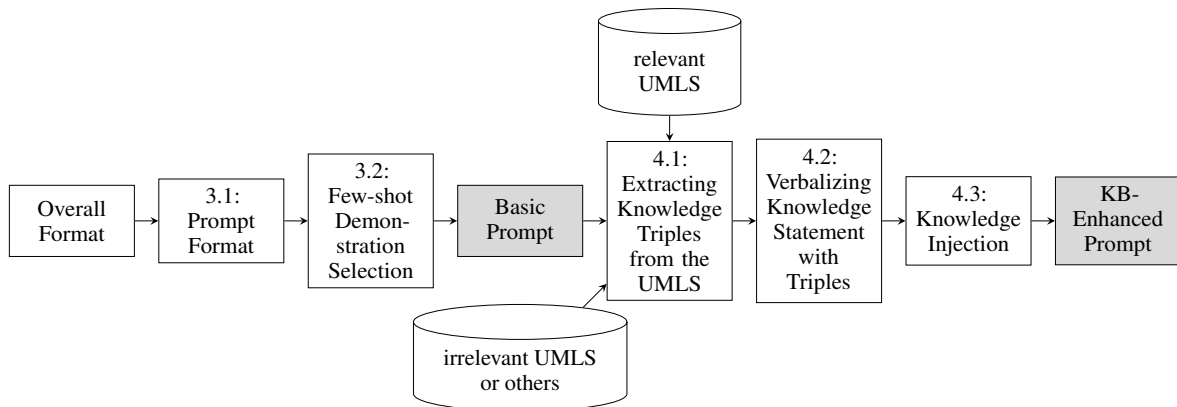 relevant
UMLS
Overall
Format
3.1:
Prompt
Format
3.2:
Few-shot
Demon-
stration
Selection
Basic
Prompt
4.1:
Extracting
Knowledge
Triples
from the
UMLS
4.2:
Verbalizing
Knowledge
Statement
with
Triples
4.3:
Knowledge
Injection
KB-
Enhanced
Prompt
irrelevant UMLS
or others